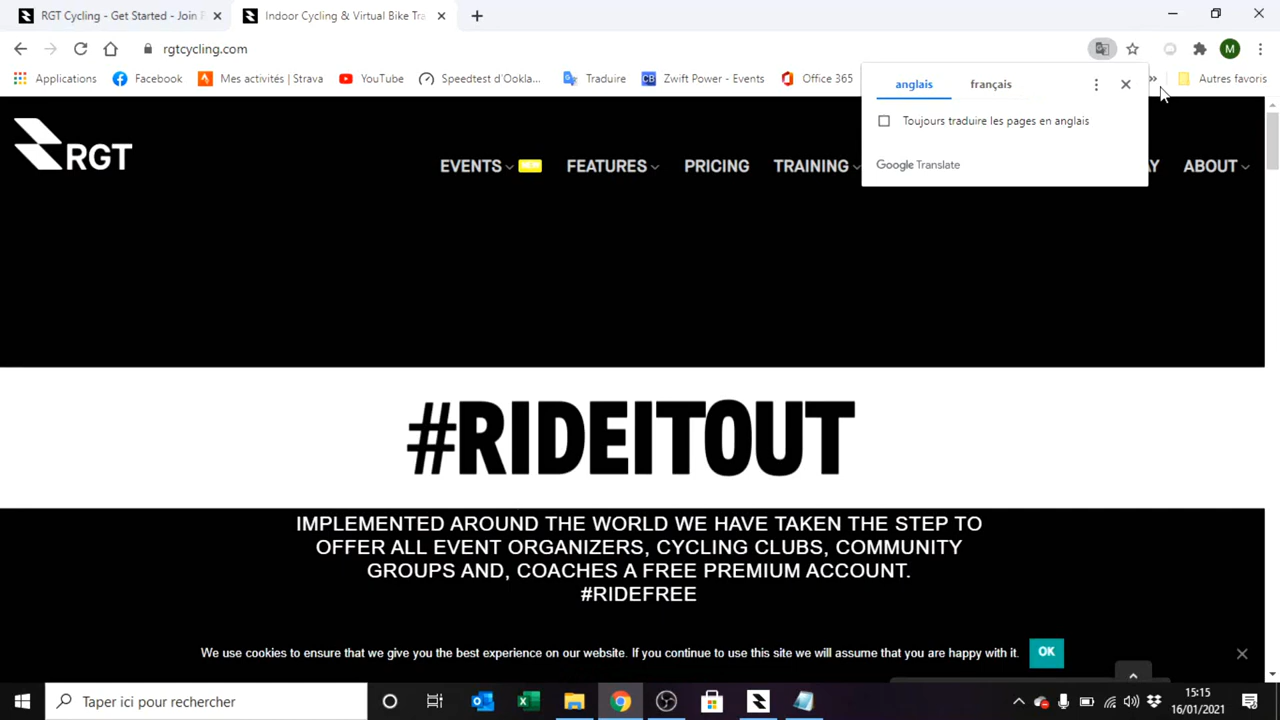 RGT Cycling - Get Started - Join
Indoor Cycling & Virtual Bike Tra
rgtcycling.com
M
Applications Facebook Mes activités | Strava YouTube Speedtest d'Ookla... Traduire Zwift Power - Events Office 365 » Autres favoris
anglais français
Toujours traduire les pages en anglais
Google Translate
RGT
EVENTS FEATURES PRICING TRAINING ABOUT
#RIDEITOUT
IMPLEMENTED AROUND THE WORLD WE HAVE TAKEN THE STEP TO
OFFER ALL EVENT ORGANIZERS, CYCLING CLUBS, COMMUNITY
GROUPS AND, COACHES A FREE PREMIUM ACCOUNT.
#RIDEFREE
We use cookies to ensure that we give you the best experience on our website. If you continue to use this site we will assume that you are happy with it. OK
Taper ici pour rechercher
15:15
16/01/2021